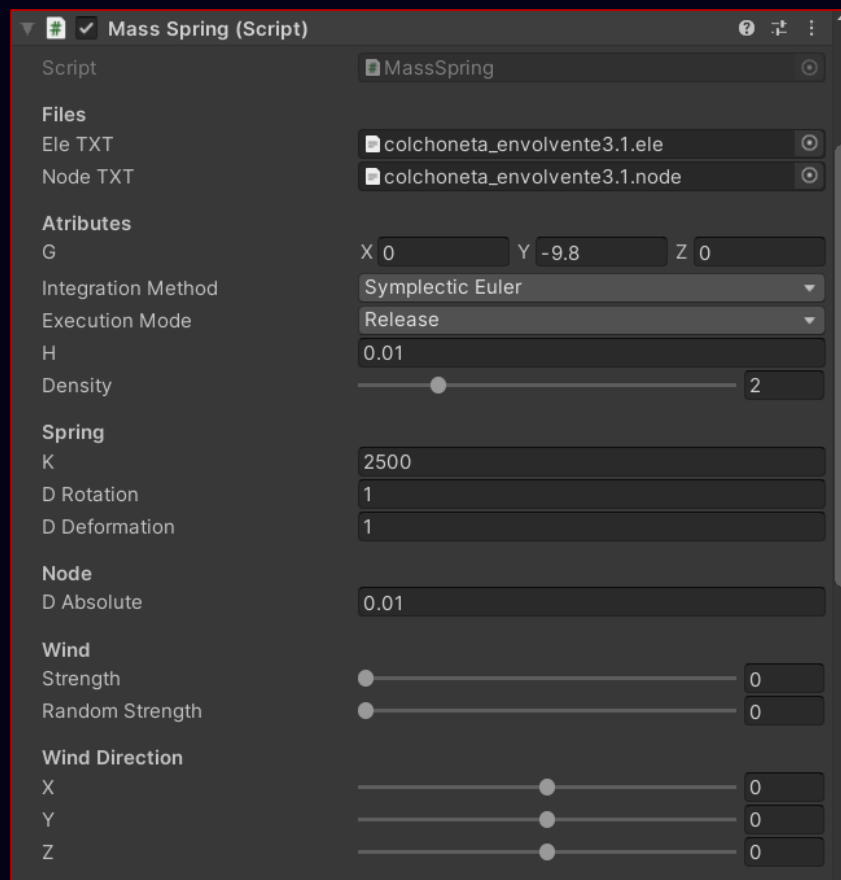 # Mass Spring (Script)
Script # MassSpring
Files
Ele TXT colchoneta_envolvente3.1.ele
Node TXT colchoneta_envolvente3.1.node
Atributes
G X 0 Y -9.8 Z 0
Integration Method Symplectic Euler
Execution Mode Release
H 0.01
Density 2
Spring
K 2500
D Rotation 1
D Deformation 1
Node
D Absolute 0.01
Wind
Strength 0
Random Strength 0
Wind Direction
X 0
Y 0
Z 0